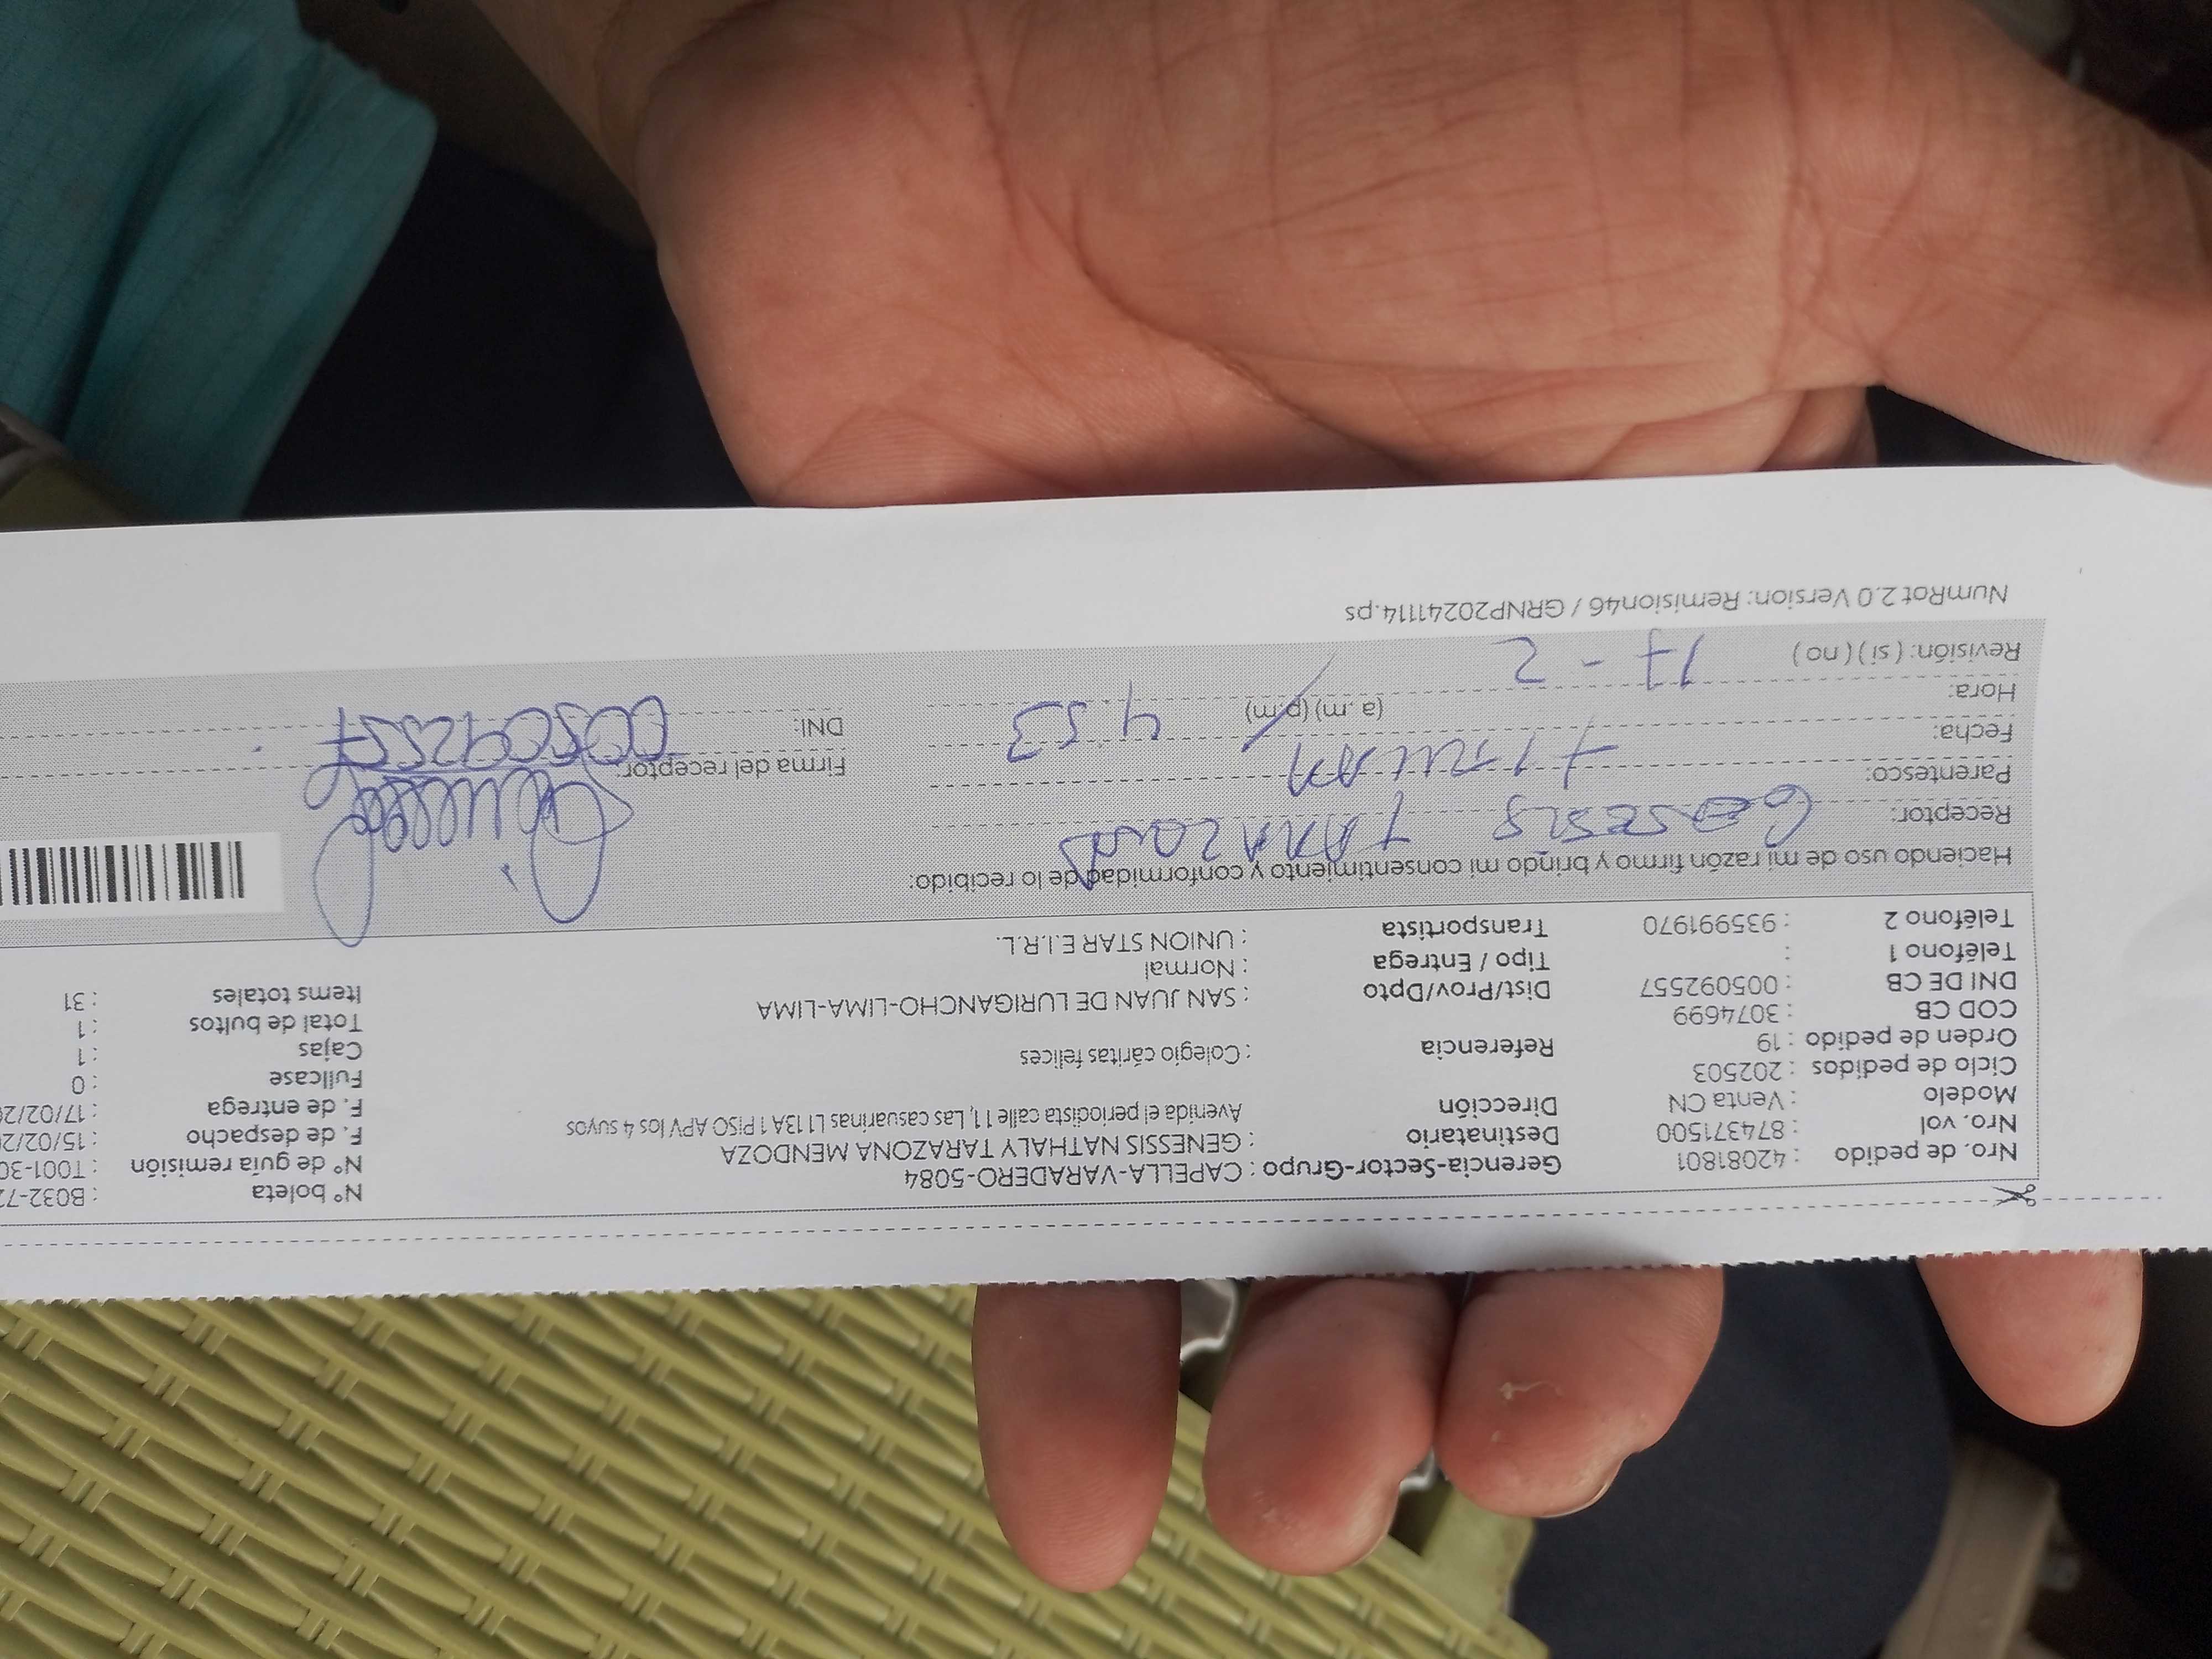 Nro. de pedido : 42081801 Gerencia-Sector-Grupo : CAPELLA-VARADERO-5084 N° boleta : B032-72
Nro. vol : 874371500 Destinatario : GENESSIS NATHALY TARAZONA MENDOZA N° de guía remisión : T001-30
Modelo : Venta CN Dirección Avenida el periodista calle 11, Las casuarinas Lt 13A 1 PISO APV los 4 suyos F. de despacho : 15/02/20
Ciclo de pedidos : 202503 F. de entrega : 17/02/20
Orden de pedido : 19 Referencia : Colegio cáritas felices Fullcase : 0
COD CB : 3074699 Cajas : 1
DNI DE CB : 005092557 Dist/Prov/Dpto : SAN JUAN DE LURIGANCHO-LIMA-LIMA Total de bultos : 1
Teléfono 1 : Tipo / Entrega : Normal Items totales : 31
Teléfono 2 : 935991970 Transportista : UNION STAR E.I.R.L.
Haciendo uso de mi razón firmo y brindo mi consentimiento y conformidad de lo recibido:
Receptor: TARAZONA
Parentesco: TITULAR Firma del receptor:
Fecha: 4:53 DNI: 005092557
Hora: (a.m) (p.m)
Revisión: ( si ) ( no ) 17 - 2
NumRot 2.0 Version: Remision46 / GRNP20241114.ps